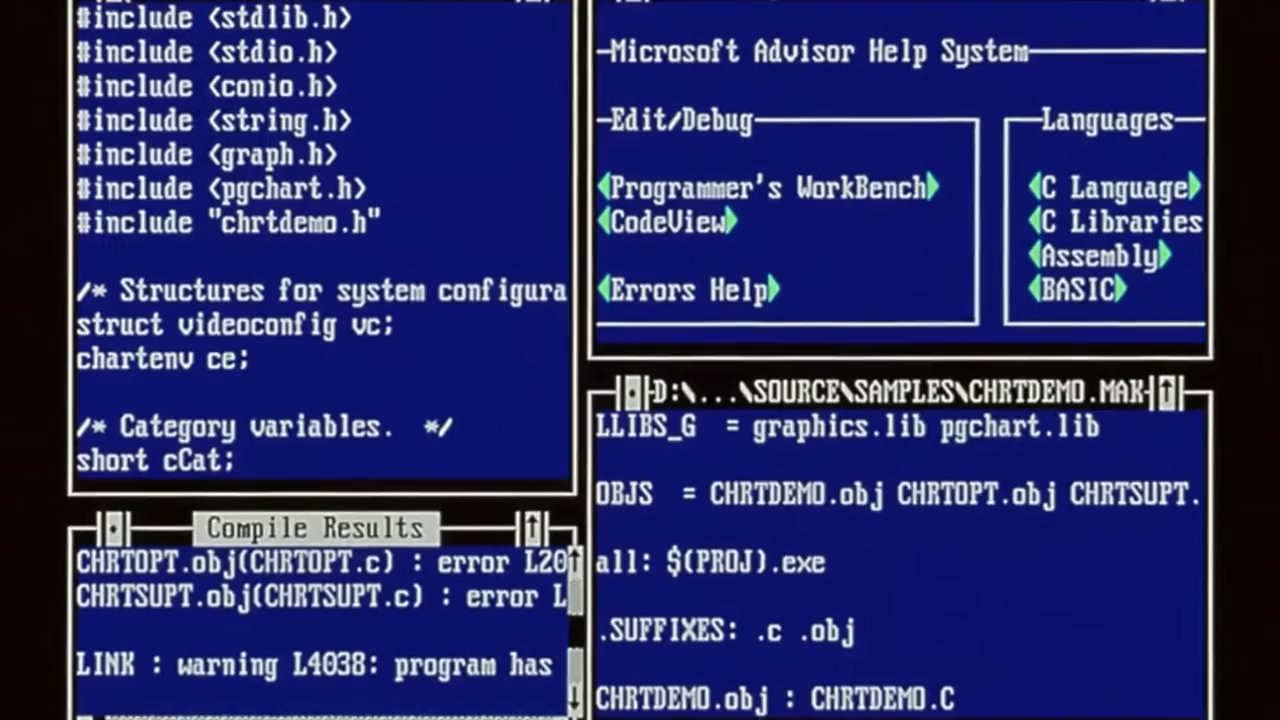 #include <stdlib.h>
#include <stdio.h>
#include <conio.h>
#include <string.h>
#include <graph.h>
#include <pgchart.h>
#include "chrtdemo.h"
/* Structures for system configura
struct videoconfig vc;
chartenv ce;
/* Category variables.  */
short cCat;
Compile Results
CHRTOPT.obj(CHRTOPT.c) : error L20
CHRTSUPT.obj(CHRTSUPT.c) : error L
LINK : warning L4038: program has
Microsoft Advisor Help System
Edit/Debug
Programmer's WorkBench
CodeView
Errors Help
Languages
C Language
C Libraries
Assembly
BASIC
D:\...\SOURCE\SAMPLES\CHRTDEMO.MAK
LLIBS_G  = graphics.lib pgchart.lib
OBJS  = CHRTDEMO.obj CHRTOPT.obj CHRTSUPT.
all: $(PROJ).exe
.SUFFIXES: .c .obj
CHRTDEMO.obj : CHRTDEMO.C